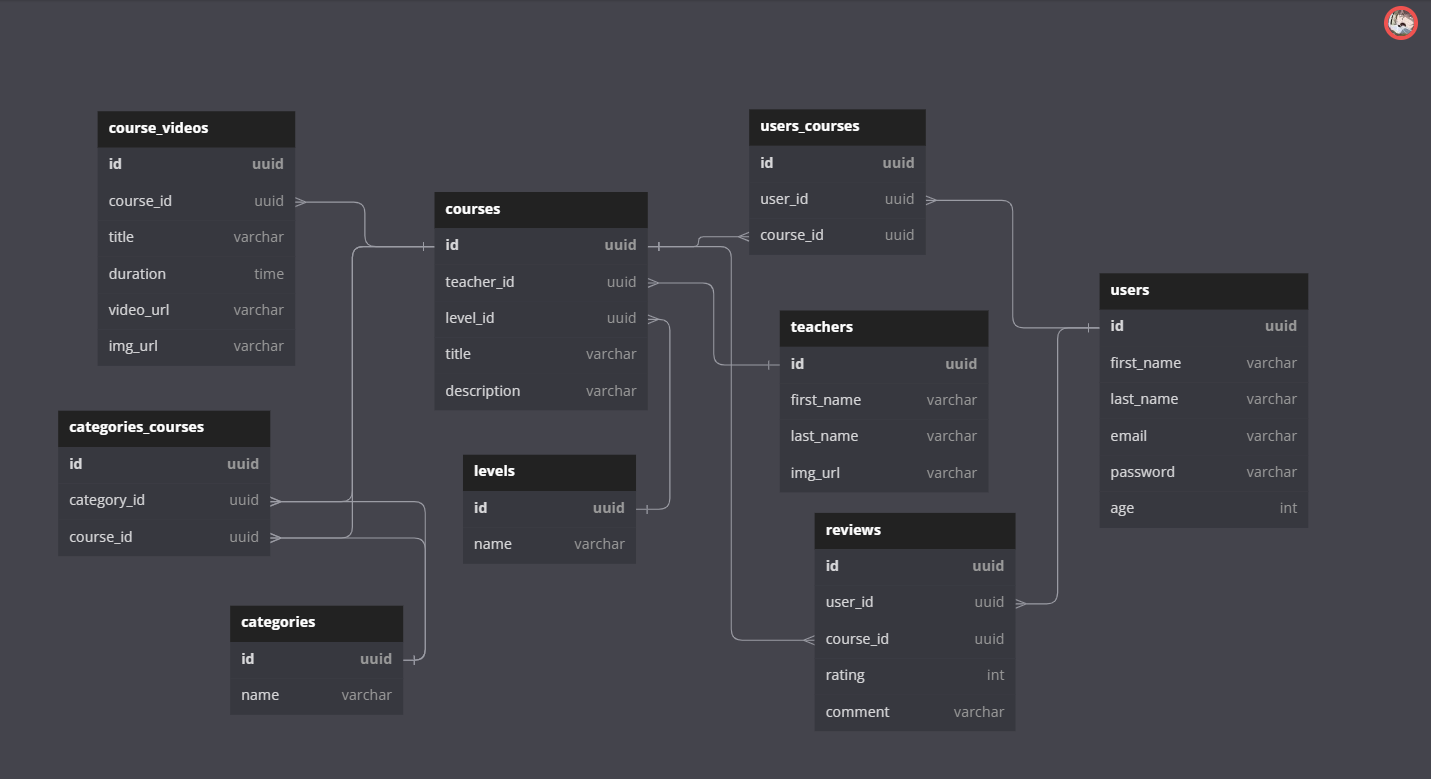 course_videos
id uuid
course_id uuid
title varchar
duration time
video_url varchar
img_url varchar
categories_courses
id uuid
category_id uuid
course_id uuid
categories
id uuid
name varchar
courses
id uuid
teacher_id uuid
level_id uuid
title varchar
description varchar
levels
id uuid
name varchar
users_courses
id uuid
user_id uuid
course_id uuid
teachers
id uuid
first_name varchar
last_name varchar
img_url varchar
reviews
id uuid
user_id uuid
course_id uuid
rating int
comment varchar
users
id uuid
first_name varchar
last_name varchar
email varchar
password varchar
age int